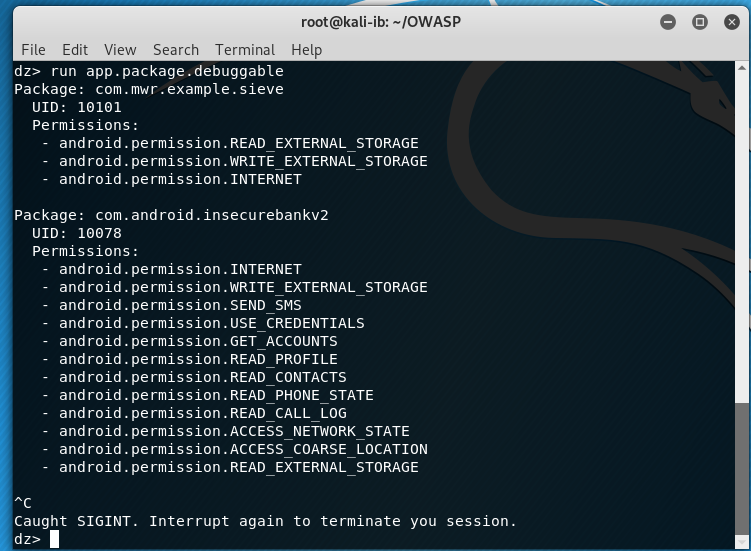 root@kali-ib: ~/OWASP
File Edit View Search Terminal Help
dz> run app.package.debuggable
Package: com.mwr.example.sieve
  UID: 10101
  Permissions:
   - android.permission.READ_EXTERNAL_STORAGE
   - android.permission.WRITE_EXTERNAL_STORAGE
   - android.permission.INTERNET

Package: com.android.insecurebankv2
  UID: 10078
  Permissions:
   - android.permission.INTERNET
   - android.permission.WRITE_EXTERNAL_STORAGE
   - android.permission.SEND_SMS
   - android.permission.USE_CREDENTIALS
   - android.permission.GET_ACCOUNTS
   - android.permission.READ_PROFILE
   - android.permission.READ_CONTACTS
   - android.permission.READ_PHONE_STATE
   - android.permission.READ_CALL_LOG
   - android.permission.ACCESS_NETWORK_STATE
   - android.permission.ACCESS_COARSE_LOCATION
   - android.permission.READ_EXTERNAL_STORAGE

^C
Caught SIGINT. Interrupt again to terminate you session.
dz>